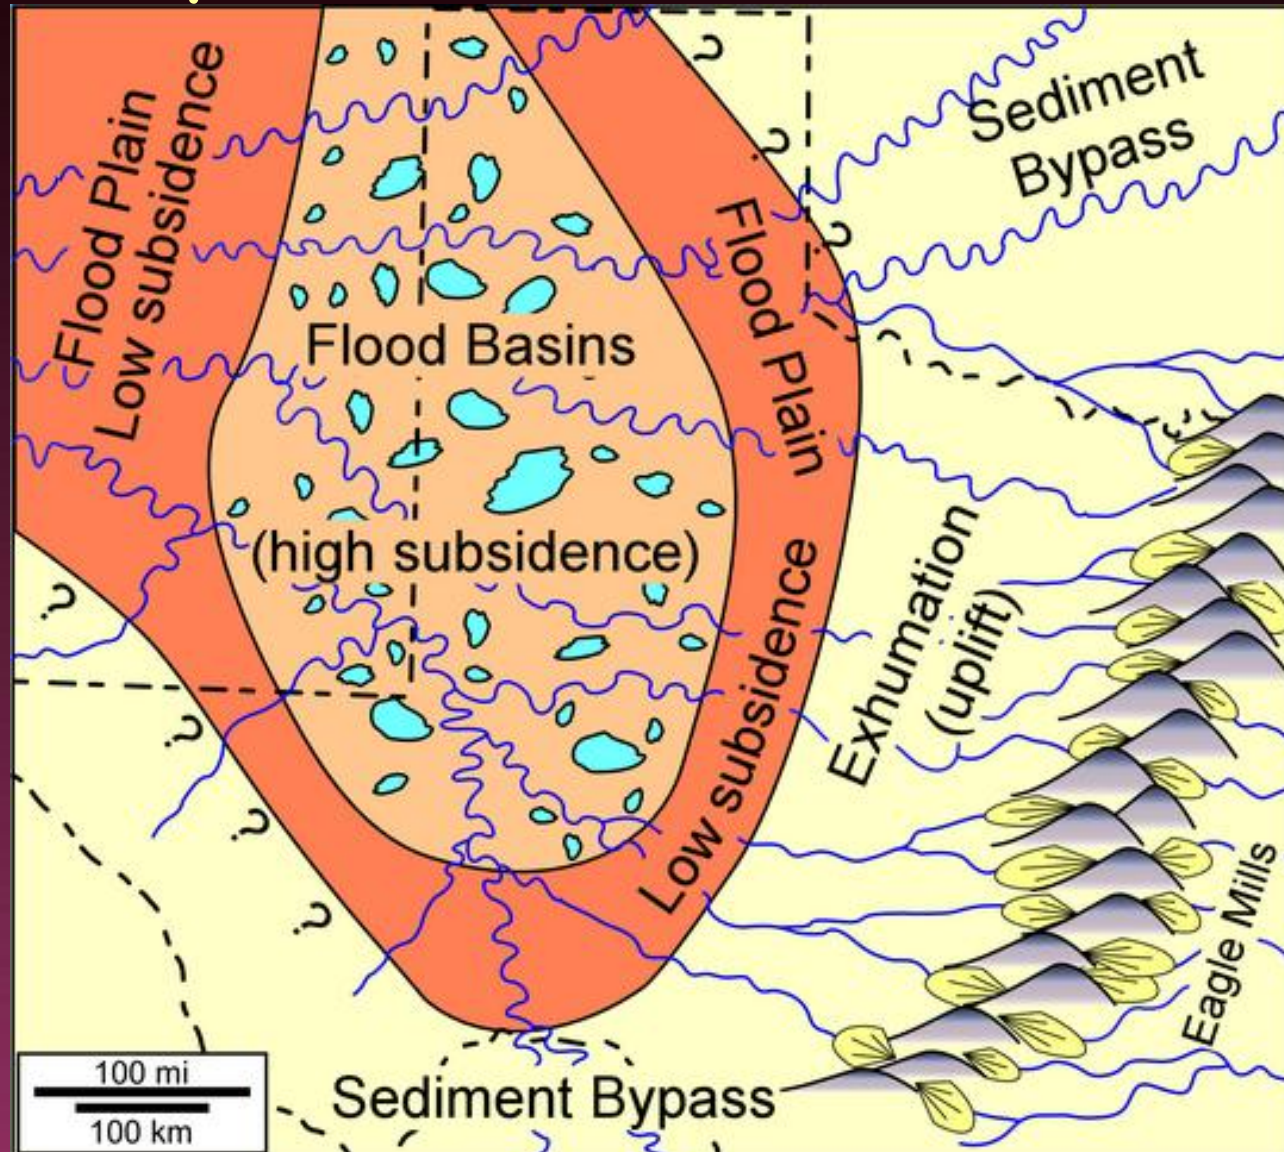 Flood Plain
Low subsidence
?
Sediment
Bypass
?
?
Flood Plain
Low subsidence
Flood Basins
(high subsidence)
Exhumation
(uplift)
?
?
?
?
Eagle Mills
Sediment Bypass
100 mi
100 km